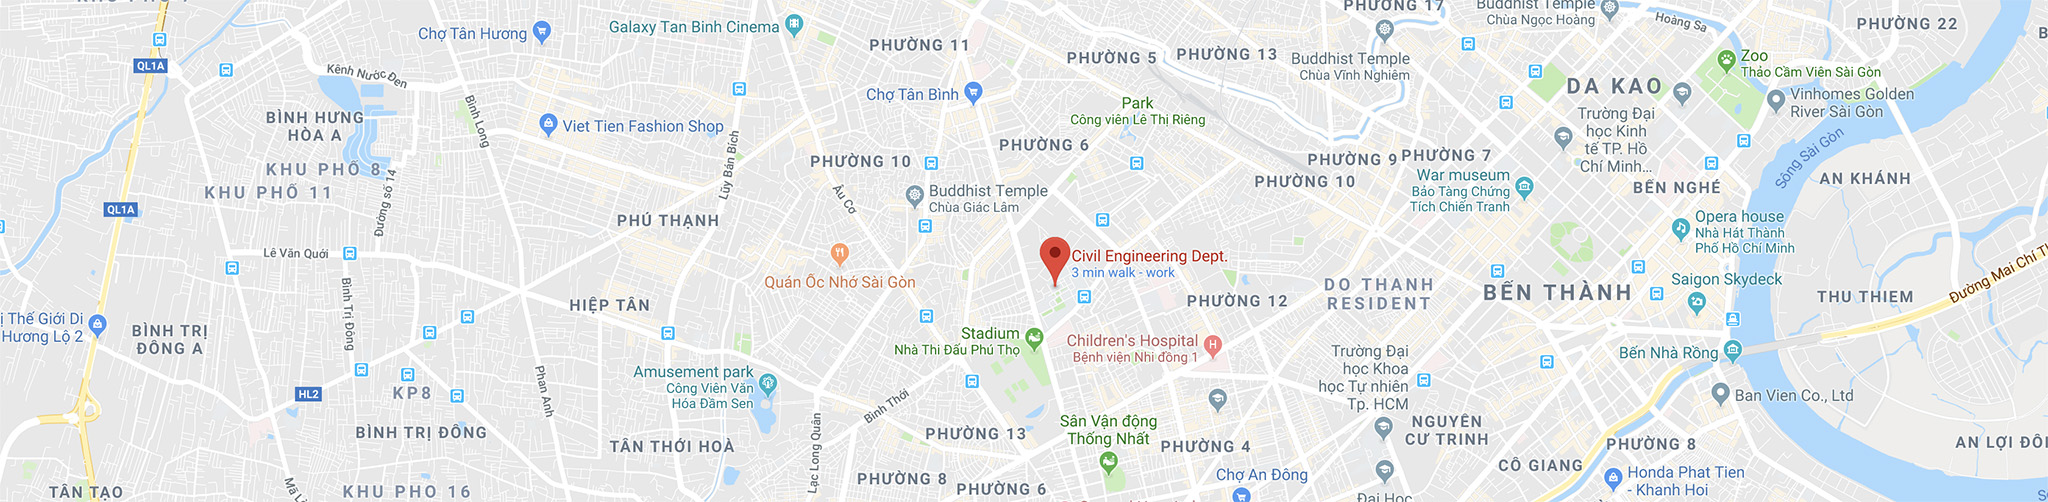 PHƯỜNG 17
Buddhist Temple
Chùa Ngọc Hoàng
Hoàng Sa
PHƯỜNG 22
Chợ Tân Hương
Galaxy Tan Binh Cinema
PHƯỜNG 11
PHƯỜNG 5
PHƯỜNG 13
Buddhist Temple
Chùa Vĩnh Nghiêm
Zoo
Thảo Cầm Viên Sài Gòn
QL1A
Kênh Nước Đen
Chợ Tân Bình
DA KAO
Vinhomes Golden
River Sài Gòn
BÌNH HƯNG
HÒA A
Bình Long
Viet Tien Fashion Shop
Park
Công viên Lê Thị Riêng
Trường Đại
học Kinh
tế TP. Hồ
Chí Minh...
Sông Sài Gòn
KHU PHỐ 8
KHU PHỐ 11
Đường số 14
Lũy Bán Bích
PHƯỜNG 10
PHƯỜNG 6
PHƯỜNG 9
PHƯỜNG 7
PHƯỜNG 10
War museum
Bảo Tàng Chứng
Tích Chiến Tranh
BẾN NGHÉ
AN KHÁNH
QL1A
Âu Cơ
Buddhist Temple
Chùa Giác Lâm
PHÚ THẠNH
Opera house
Nhà Hát Thành
Phố Hồ Chí Minh
Lê Văn Quới
Civil Engineering Dept.
3 min walk - work
Quán Ốc Nhớ Sài Gòn
DO THANH
RESIDENT
BẾN THÀNH
Saigon Skydeck
THU THIEM
Đường Mai Chí Th
HIỆP TÂN
PHƯỜNG 12
Bình Trị Đông
ị Thế Giới Di
Hương Lộ 2
BÌNH TRỊ
ĐÔNG A
Stadium
Nhà Thi Đấu Phú Thọ
Children's Hospital
Bệnh viện Nhi đồng 1
Trường Đại
học Khoa
học Tự nhiên
Tp. HCM
Bến Nhà Rồng
Amusement park
Công Viên Văn
Hóa Đầm Sen
HL2
KP8
Phan Anh
Bình Thới
Ban Vien Co., Ltd
BÌNH TRỊ ĐÔNG
TÂN THỚI HOÀ
Lạc Long Quân
PHƯỜNG 13
Sân Vận động
Thống Nhất
PHƯỜNG 4
NGUYỄN
CƯ TRINH
PHƯỜNG 8
AN LỢI ĐÔ
CÔ GIANG
Honda Phat Tien
- Khanh Hoi
TÂN TẠO
KHU PHO 16
PHƯỜNG 8
PHƯỜNG 6
Chợ An Đông
Đại Học